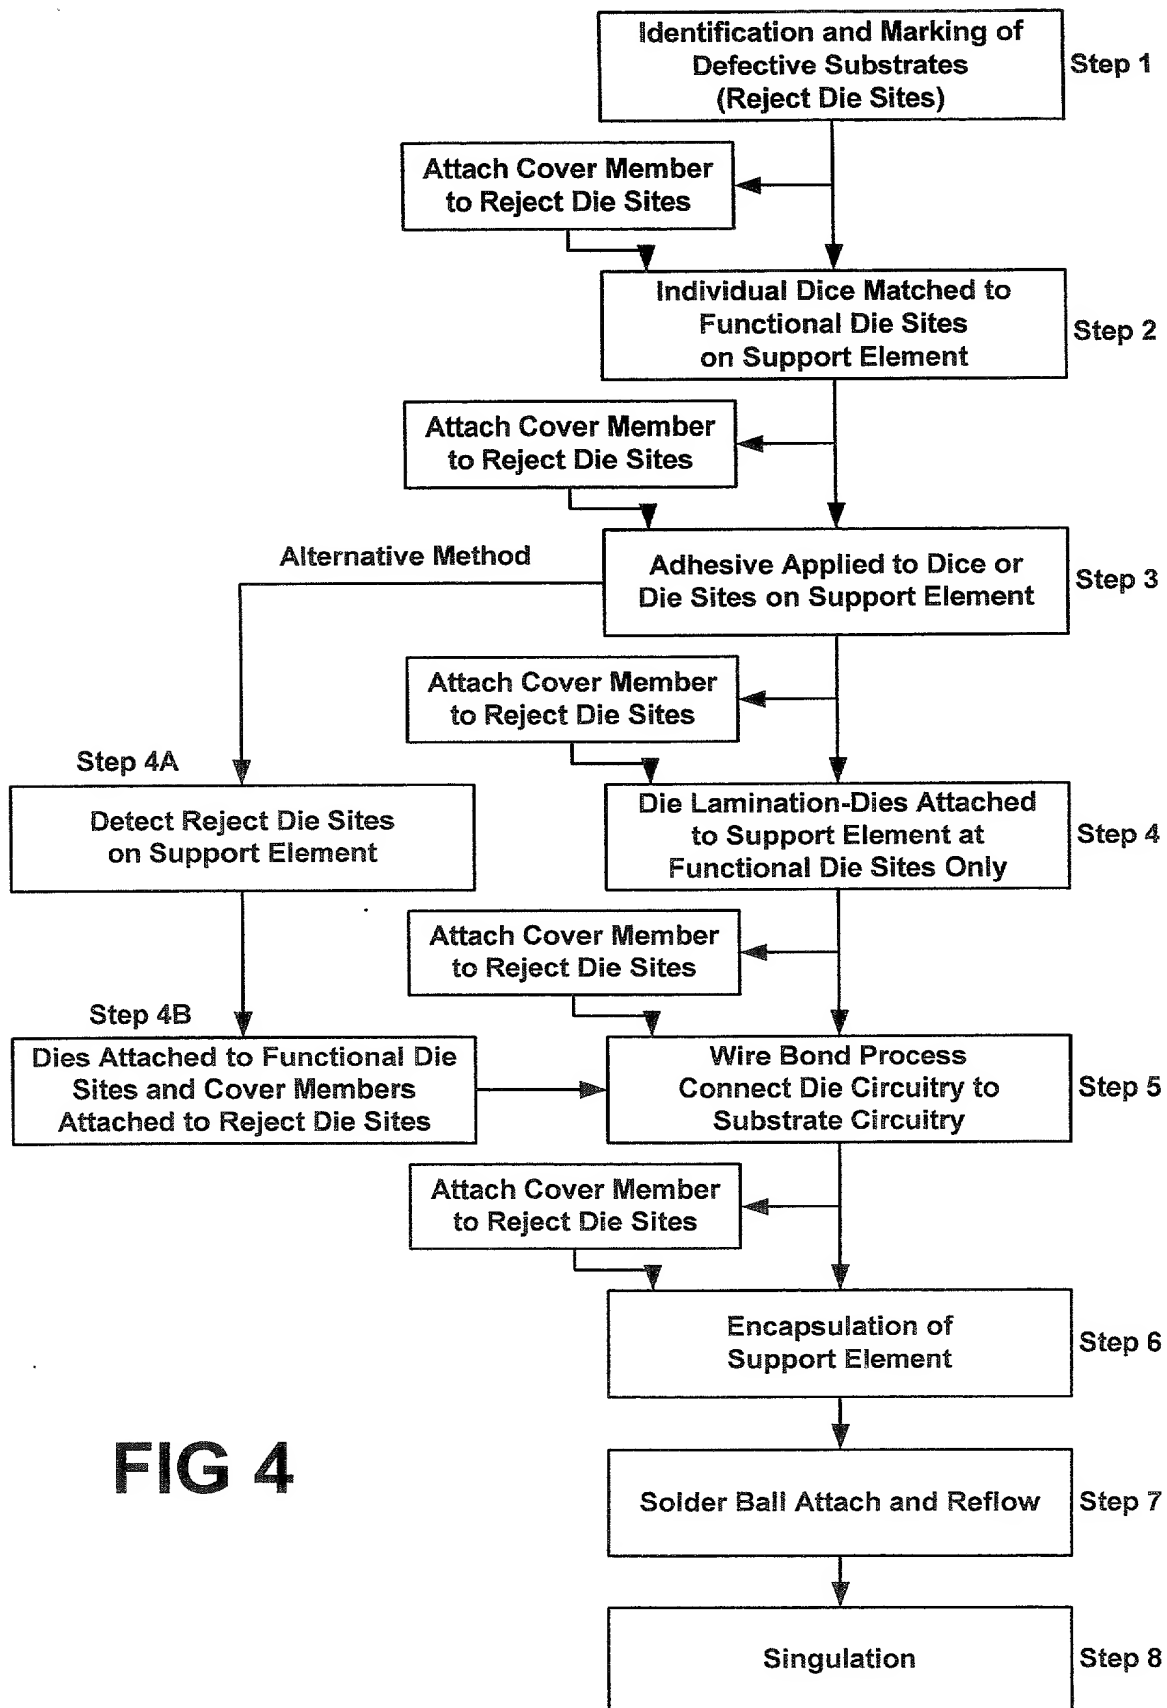 Identification and Marking of
Defective Substrates
(Reject Die Sites)
Step 1
Attach Cover Member
to Reject Die Sites
Individual Dice Matched to
Functional Die Sites
on Support Element
Step 2
Attach Cover Member
to Reject Die Sites
Alternative Method
Adhesive Applied to Dice or
Die Sites on Support Element
Step 3
Attach Cover Member
to Reject Die Sites
Step 4A
Detect Reject Die Sites
on Support Element
Die Lamination-Dies Attached
to Support Element at
Functional Die Sites Only
Step 4
Attach Cover Member
to Reject Die Sites
Step 4B
Dies Attached to Functional Die
Sites and Cover Members
Attached to Reject Die Sites
Wire Bond Process
Connect Die Circuitry to
Substrate Circuitry
Step 5
Attach Cover Member
to Reject Die Sites
Encapsulation of
Support Element
Step 6
FIG 4
Solder Ball Attach and Reflow
Step 7
Singulation
Step 8